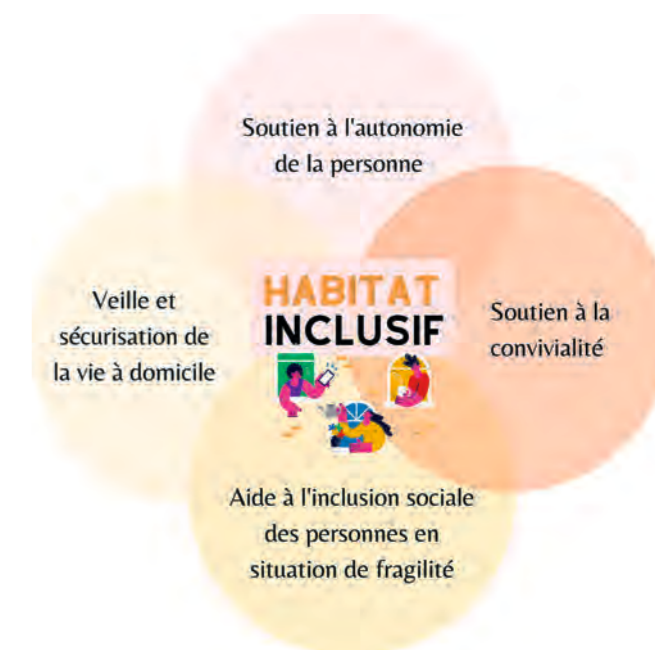 Soutien à l'autonomie
de la personne
HABITAT
INCLUSIF
Veille et
sécurisation de
la vie à domicile
Soutien à la
convivialité
Aide à l'inclusion sociale
des personnes en
situation de fragilité